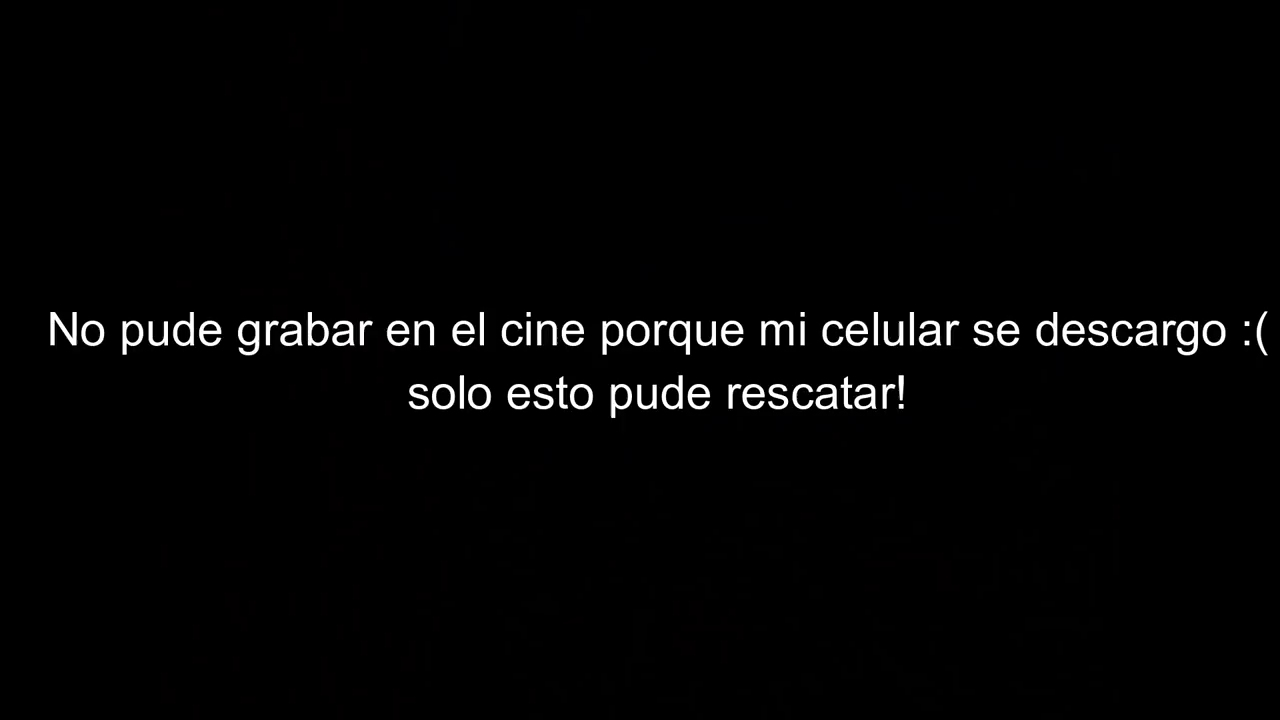 No pude grabar en el cine porque mi celular se descargo :(
solo esto pude rescatar!